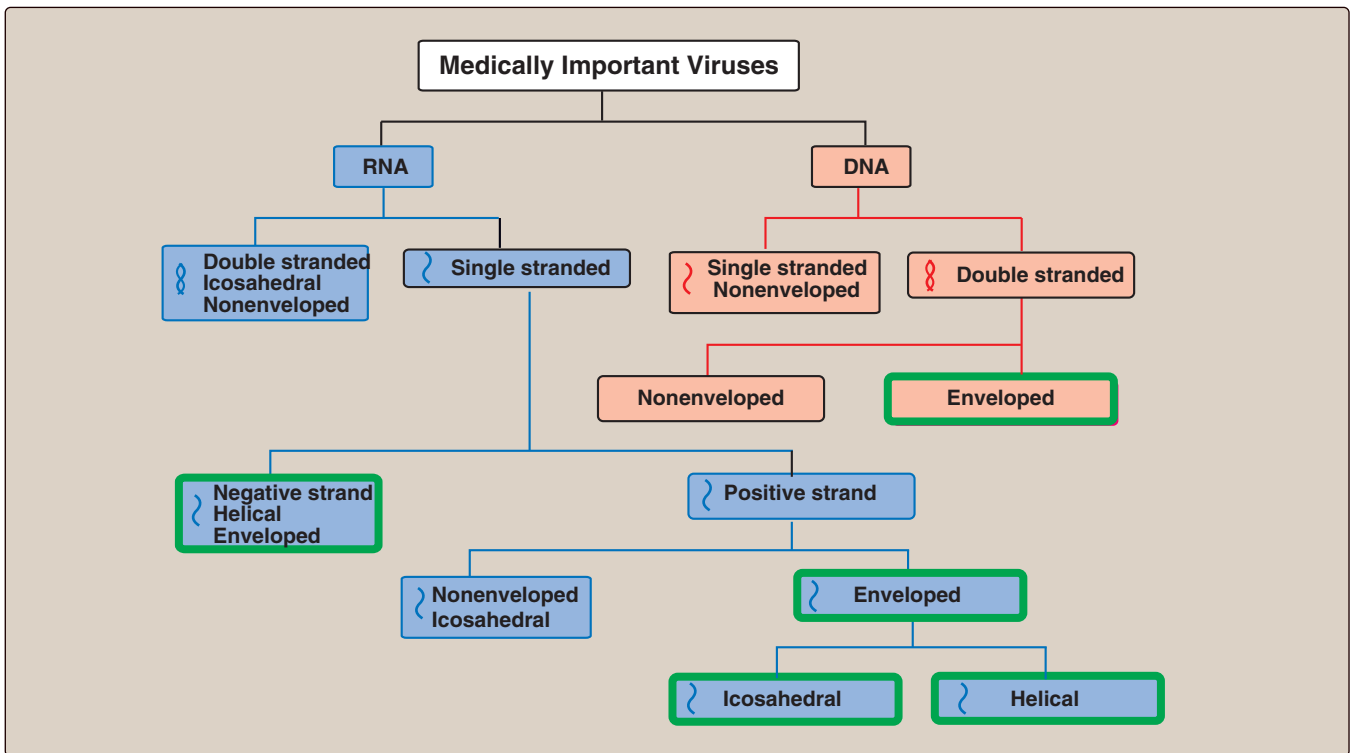 Medically Important Viruses
RNA
DNA
Double stranded
Icosahedral
Nonenveloped
Single stranded
Single stranded
Nonenveloped
Double stranded
Nonenveloped
Enveloped
Negative strand
Helical
Enveloped
Positive strand
Nonenveloped
Icosahedral
Enveloped
Icosahedral
Helical